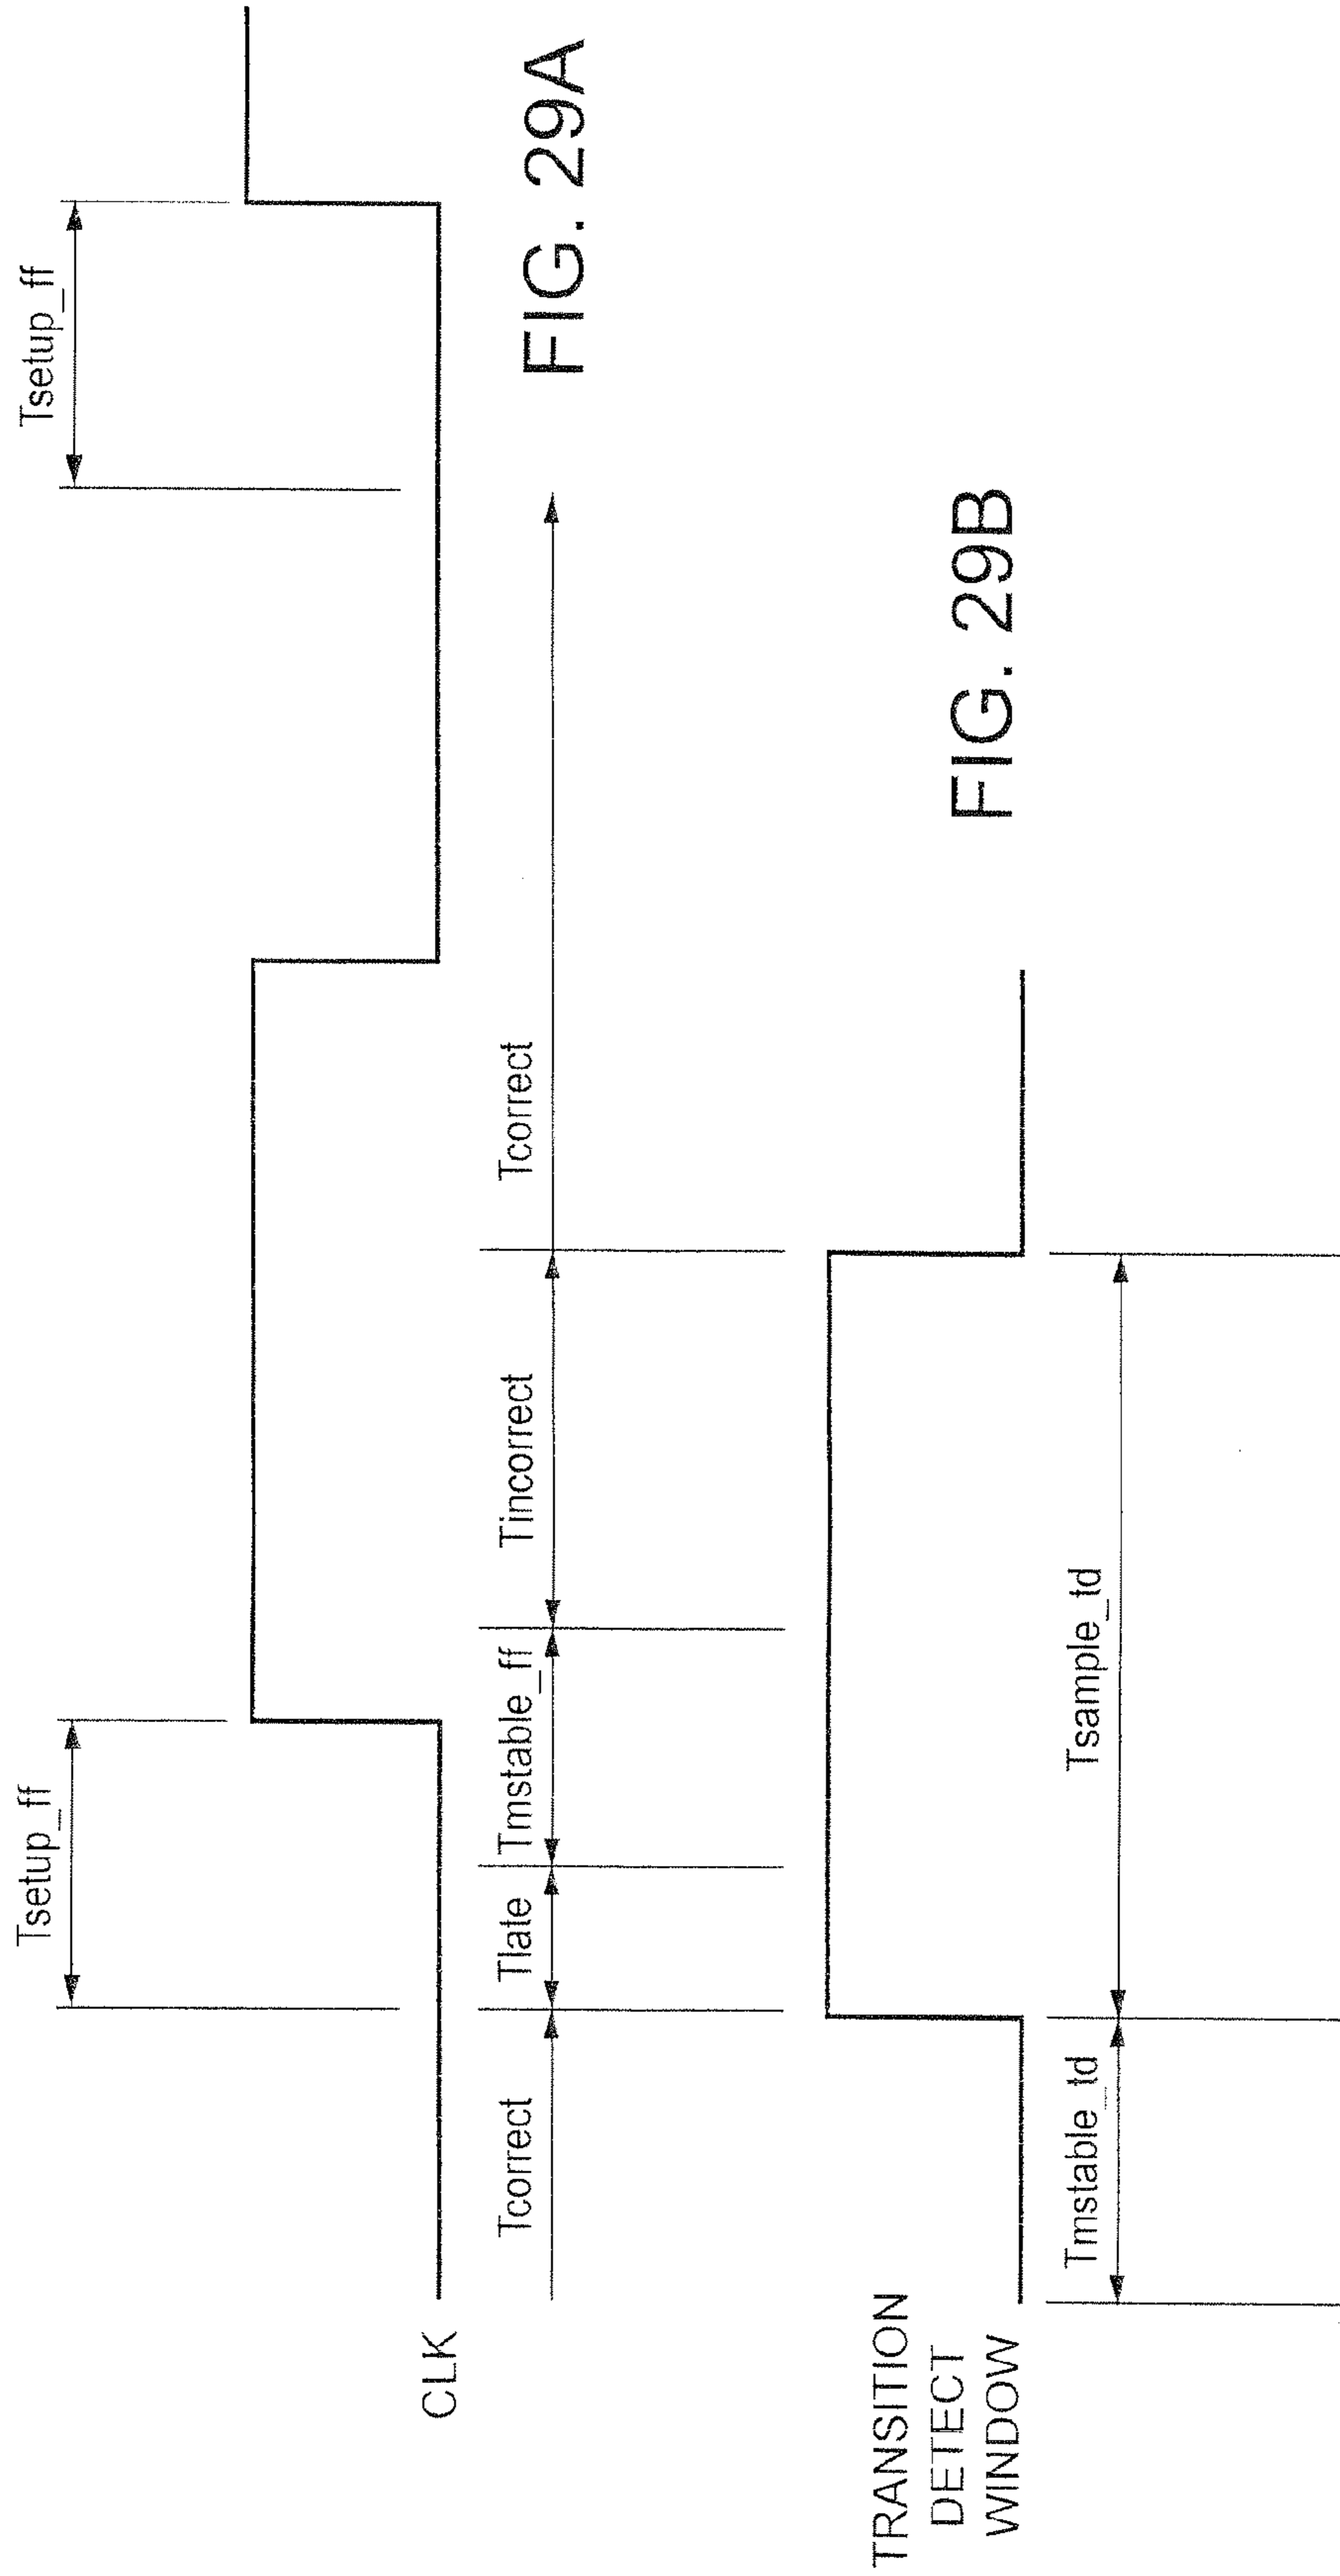 Tsetup_ff
Tsetup_ff
CLK
Tcorrect
Tlate
Tmstable_ff
Tincorrect
Tcorrect
FIG. 29A
TRANSITION
DETECT
WINDOW
Tmstable_td
Tsample_td
FIG. 29B